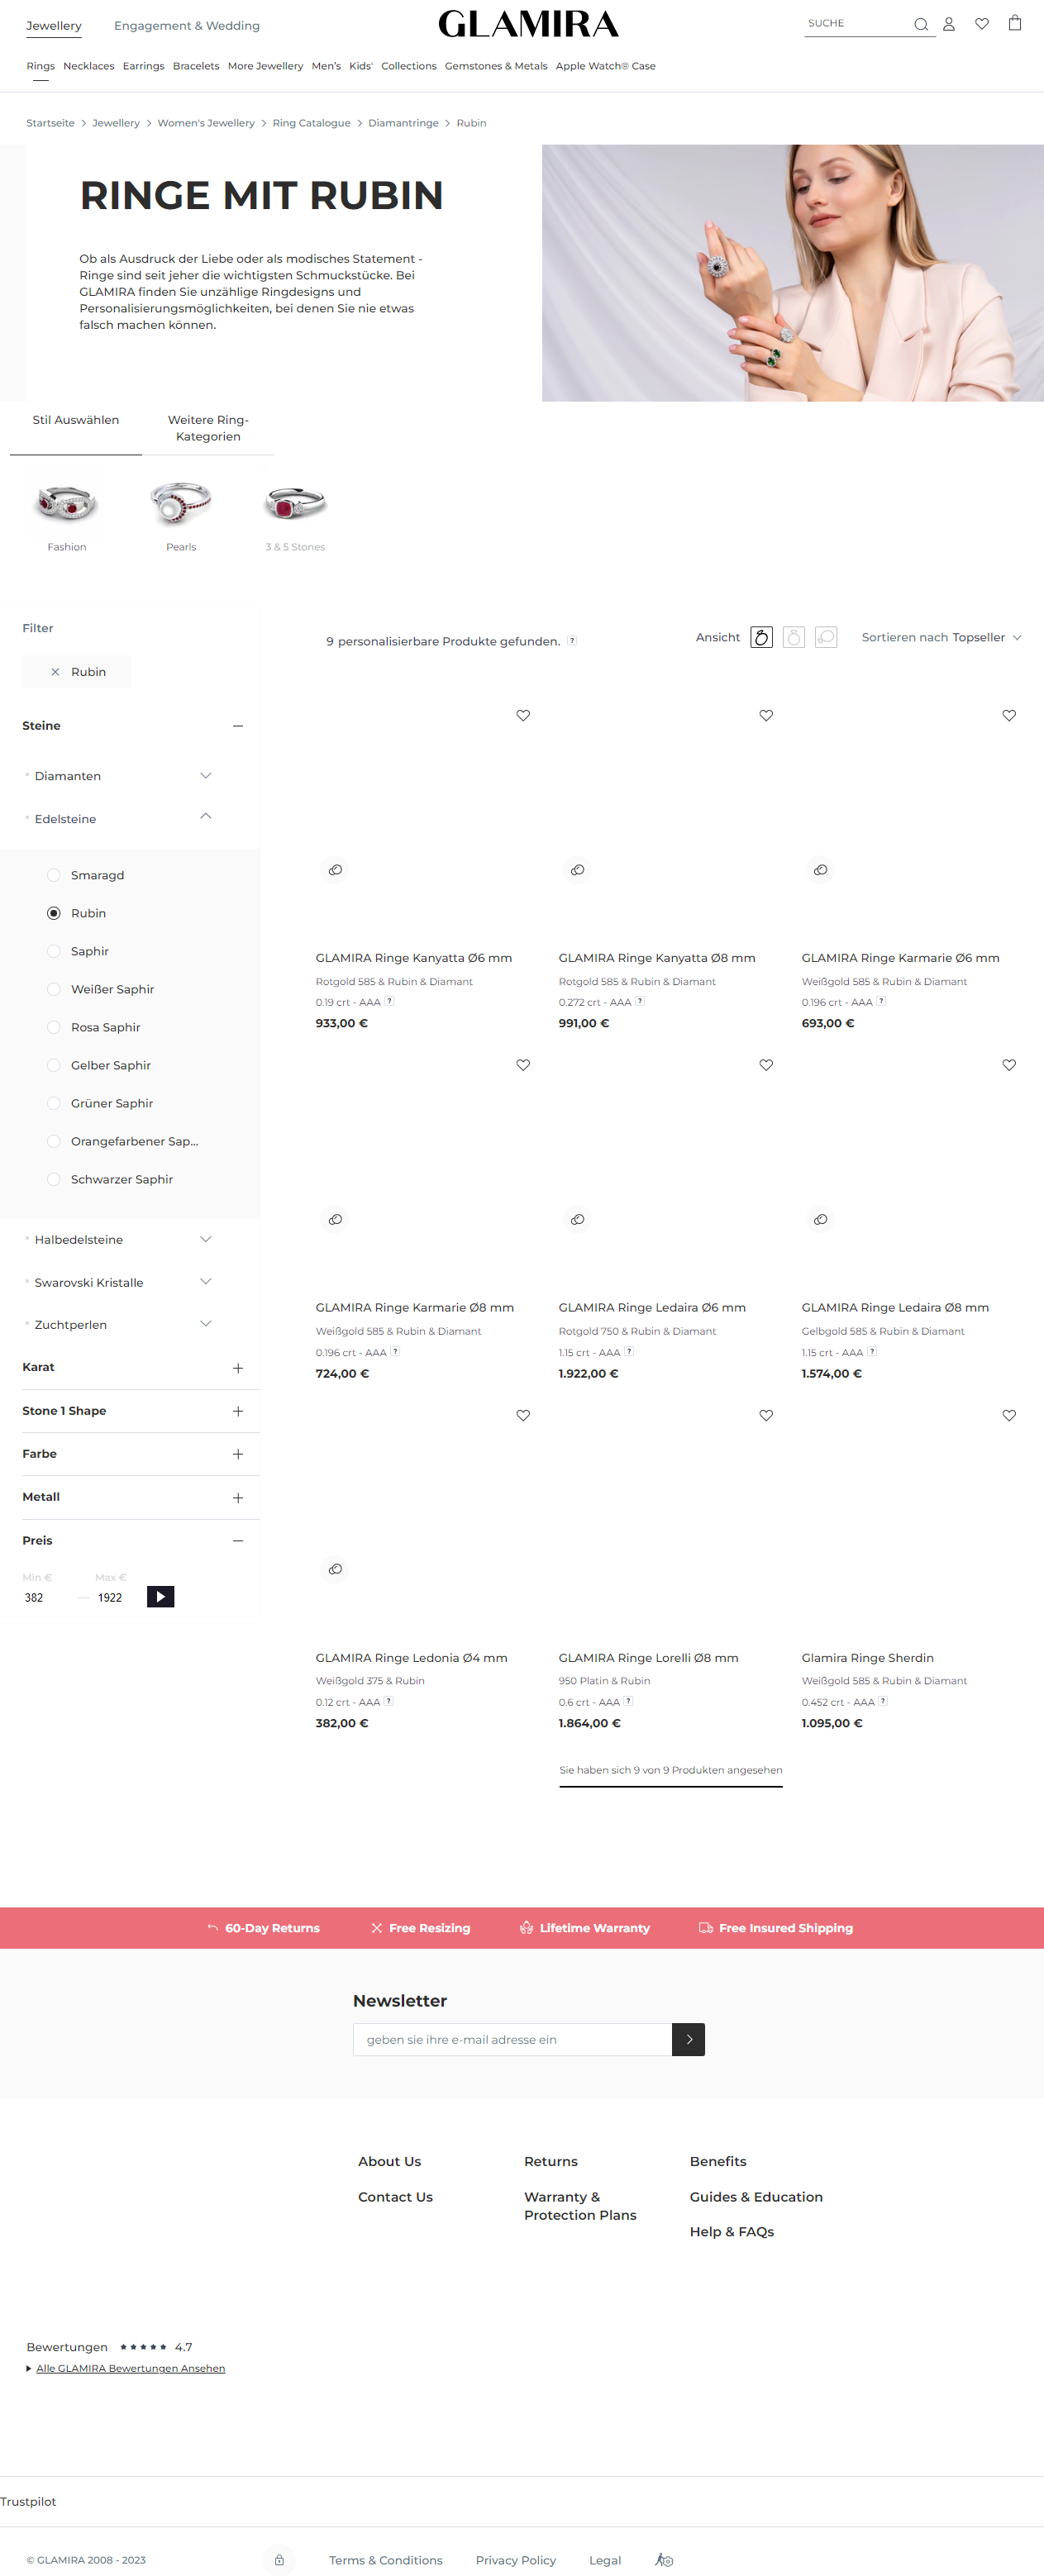 Jewellery
Engagement & Wedding
GLAMIRA
SUCHE
Rings Necklaces Earrings Bracelets More Jewellery Men's Kids' Collections Gemstones & Metals Apple Watch® Case
Startseite > Jewellery > Women's Jewellery > Ring Catalogue > Diamantringe > Rubin
RINGE MIT RUBIN
Ob als Ausdruck der Liebe oder als modisches Statement -
Ringe sind seit jeher die wichtigsten Schmuckstücke. Bei
GLAMIRA finden Sie unzählige Ringdesigns und
Personalisierungsmöglichkeiten, bei denen Sie nie etwas
falsch machen können.
Stil Auswählen
Weitere Ring-
Kategorien
Fashion
Pearls
3 & 5 Stones
Filter
Rubin
Steine
Diamanten
Edelsteine
Smaragd
Rubin
Saphir
Weißer Saphir
Rosa Saphir
Gelber Saphir
Grüner Saphir
Orangefarbener Sap...
Schwarzer Saphir
Halbedelsteine
Swarovski Kristalle
Zuchtperlen
Karat
Stone 1 Shape
Farbe
Metall
Preis
Min € Max €
382 — 1922
9 personalisierbare Produkte gefunden. ?
Ansicht
Sortieren nach Topseller
GLAMIRA Ringe Kanyatta Ø6 mm
Rotgold 585 & Rubin & Diamant
0.19 crt - AAA ?
933,00 €
GLAMIRA Ringe Kanyatta Ø8 mm
Rotgold 585 & Rubin & Diamant
0.272 crt - AAA ?
991,00 €
GLAMIRA Ringe Karmarie Ø6 mm
Weißgold 585 & Rubin & Diamant
0.196 crt - AAA ?
693,00 €
GLAMIRA Ringe Karmarie Ø8 mm
Weißgold 585 & Rubin & Diamant
0.196 crt - AAA ?
724,00 €
GLAMIRA Ringe Ledaira Ø6 mm
Rotgold 750 & Rubin & Diamant
1.15 crt - AAA ?
1.922,00 €
GLAMIRA Ringe Ledaira Ø8 mm
Gelbgold 585 & Rubin & Diamant
1.15 crt - AAA ?
1.574,00 €
GLAMIRA Ringe Ledonia Ø4 mm
Weißgold 375 & Rubin
0.12 crt - AAA ?
382,00 €
GLAMIRA Ringe Lorelli Ø8 mm
950 Platin & Rubin
0.6 crt - AAA ?
1.864,00 €
Glamira Ringe Sherdin
Weißgold 585 & Rubin & Diamant
0.452 crt - AAA ?
1.095,00 €
Sie haben sich 9 von 9 Produkten angesehen
60-Day Returns
Free Resizing
Lifetime Warranty
Free Insured Shipping
Newsletter
geben sie ihre e-mail adresse ein
About Us
Contact Us
Returns
Warranty &
Protection Plans
Benefits
Guides & Education
Help & FAQs
Bewertungen ★★★★★ 4.7
Alle GLAMIRA Bewertungen Ansehen
Trustpilot
© GLAMIRA 2008 - 2023
Terms & Conditions
Privacy Policy
Legal